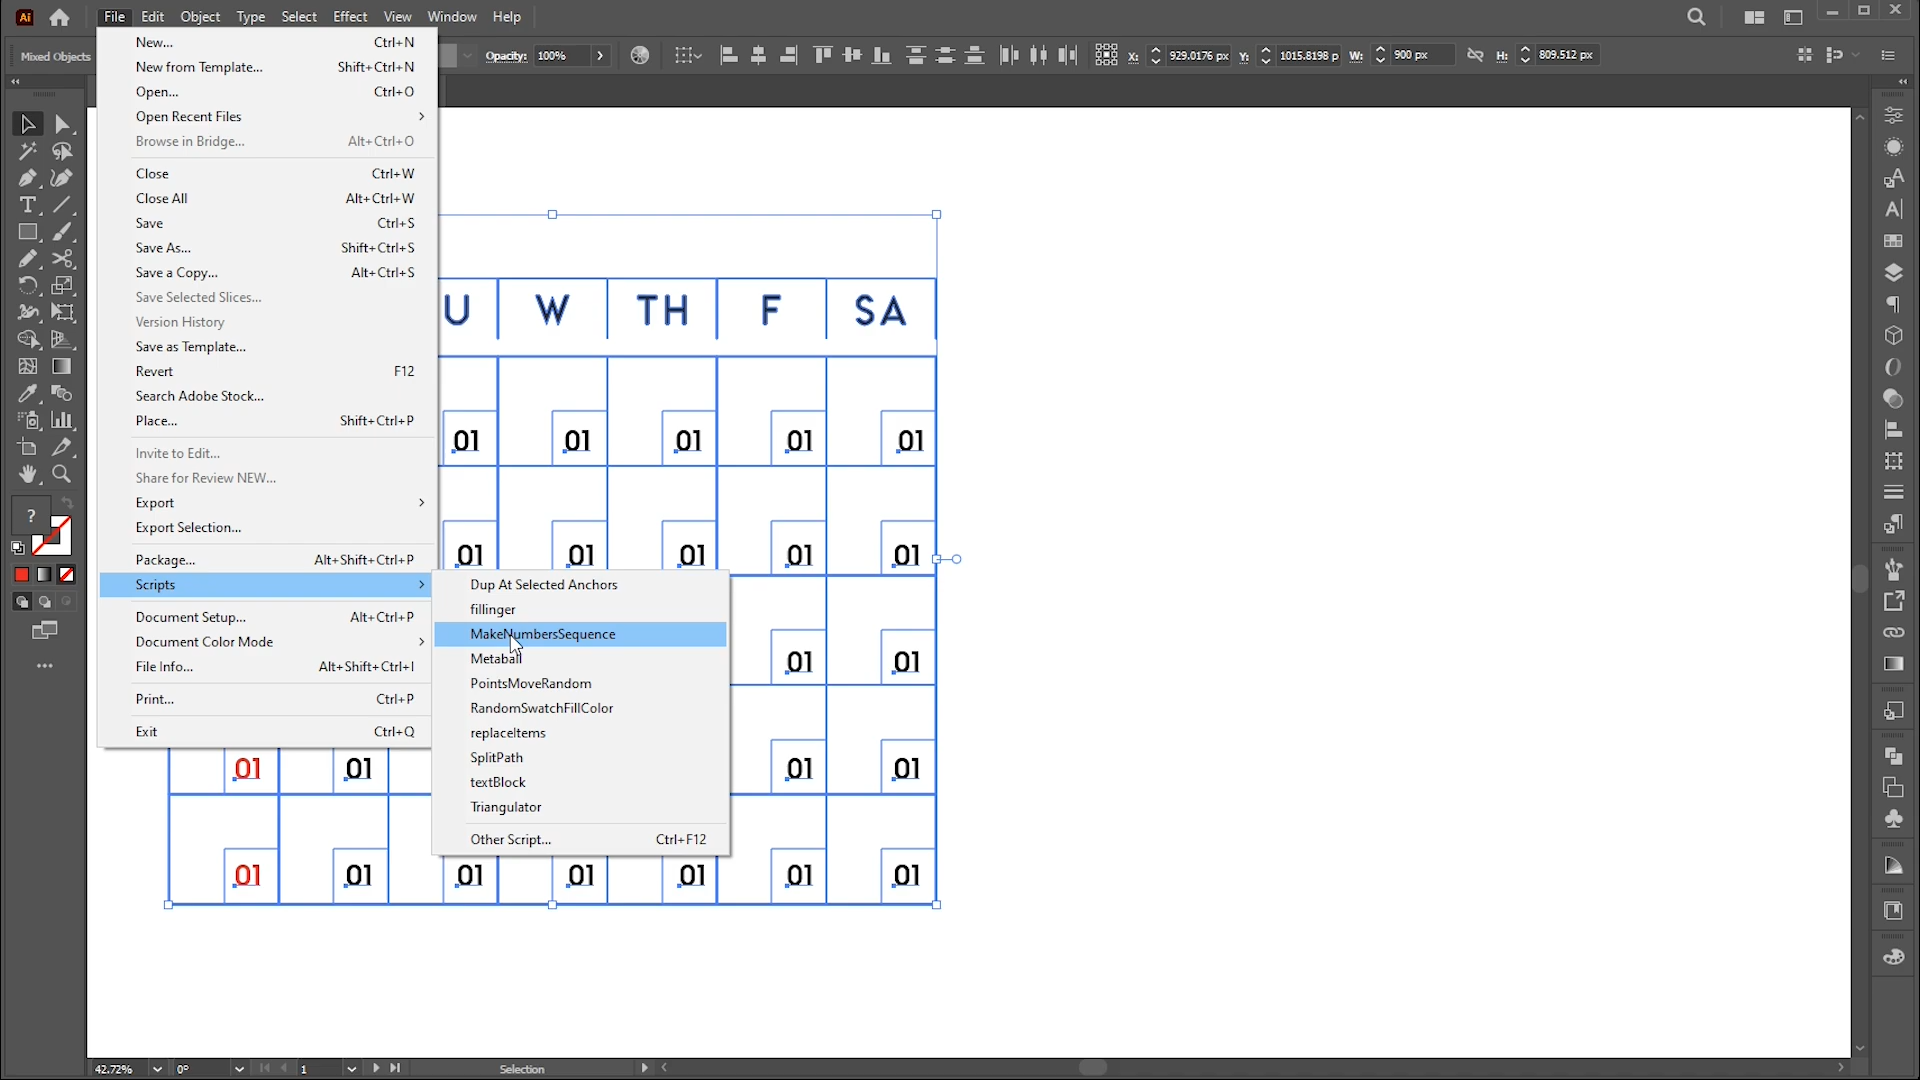 Ai File Edit Object Type Select Effect View Window Help
Mixed Objects Opacity: 100% X: 929.0176 px Y: 1015.8198 p W: 900 px H: 809.512 px
New... Ctrl+N
New from Template... Shift+Ctrl+N
Open... Ctrl+O
Open Recent Files
Browse in Bridge... Alt+Ctrl+O
Close Ctrl+W
Close All Alt+Ctrl+W
Save Ctrl+S
Save As... Shift+Ctrl+S
Save a Copy... Alt+Ctrl+S
Save Selected Slices...
Version History
Save as Template...
Revert F12
Search Adobe Stock...
Place... Shift+Ctrl+P
Invite to Edit...
Share for Review NEW...
Export
Export Selection...
Package... Alt+Shift+Ctrl+P
Scripts
Document Setup... Alt+Ctrl+P
Document Color Mode
File Info... Alt+Shift+Ctrl+I
Print... Ctrl+P
Exit Ctrl+Q
Dup At Selected Anchors
fillinger
MakeNumbersSequence
Metaball
PointsMoveRandom
RandomSwatchFillColor
replaceItems
SplitPath
textBlock
Triangulator
Other Script... Ctrl+F12
U W TH F SA
01 01 01 01 01
01 01 01 01 01
01 01
01 01 01 01
01 01 01 01 01 01 01
42.72% 0° 1 Selection